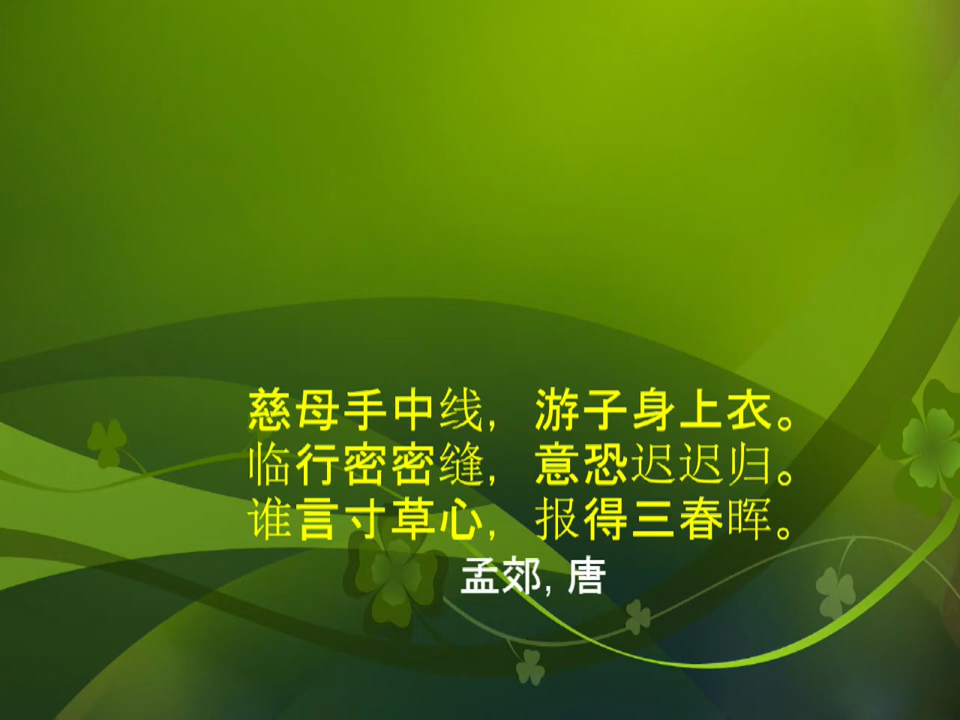 慈母手中线，游子身上衣。
临行密密缝，意恐迟迟归。
谁言寸草心，报得三春晖。
孟郊, 唐